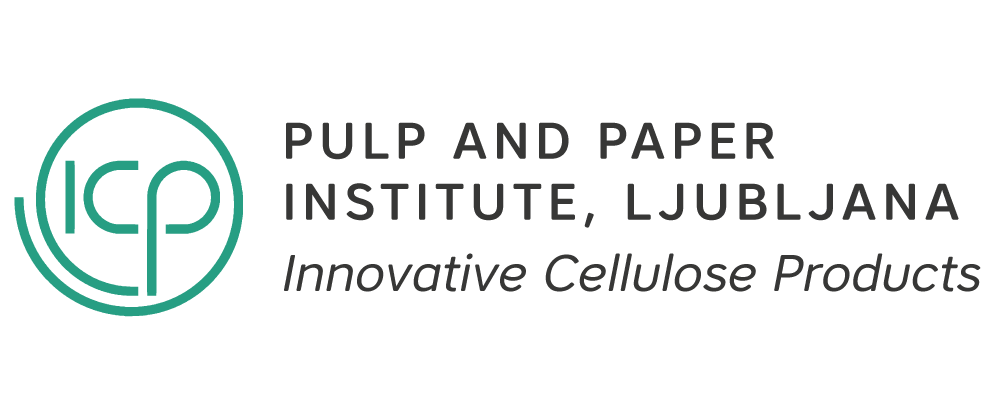 ICP
PULP AND PAPER
INSTITUTE, LJUBLJANA
Innovative Cellulose Products